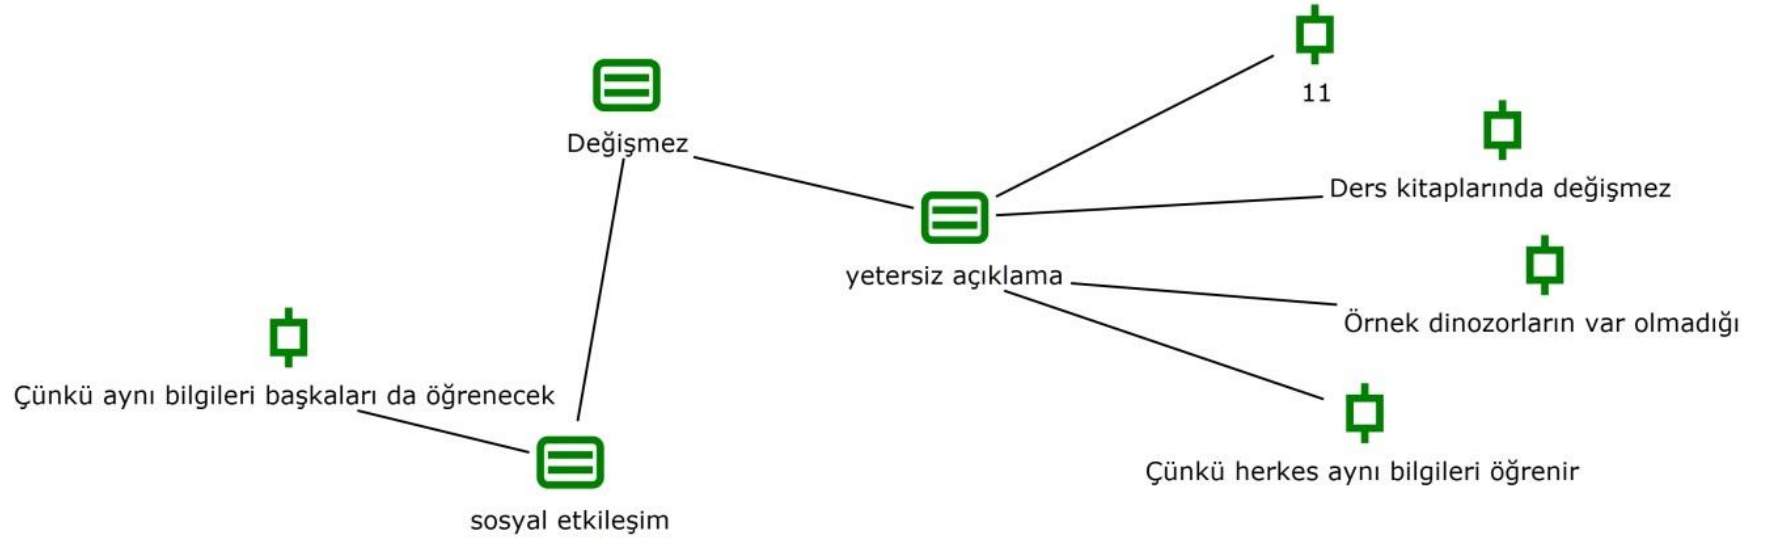 11
Değişmez
Ders kitaplarında değişmez
yetersiz açıklama
Örnek dinozorların var olmadığı
Çünkü aynı bilgileri başkaları da öğrenecek
Çünkü herkes aynı bilgileri öğrenir
sosyal etkileşim